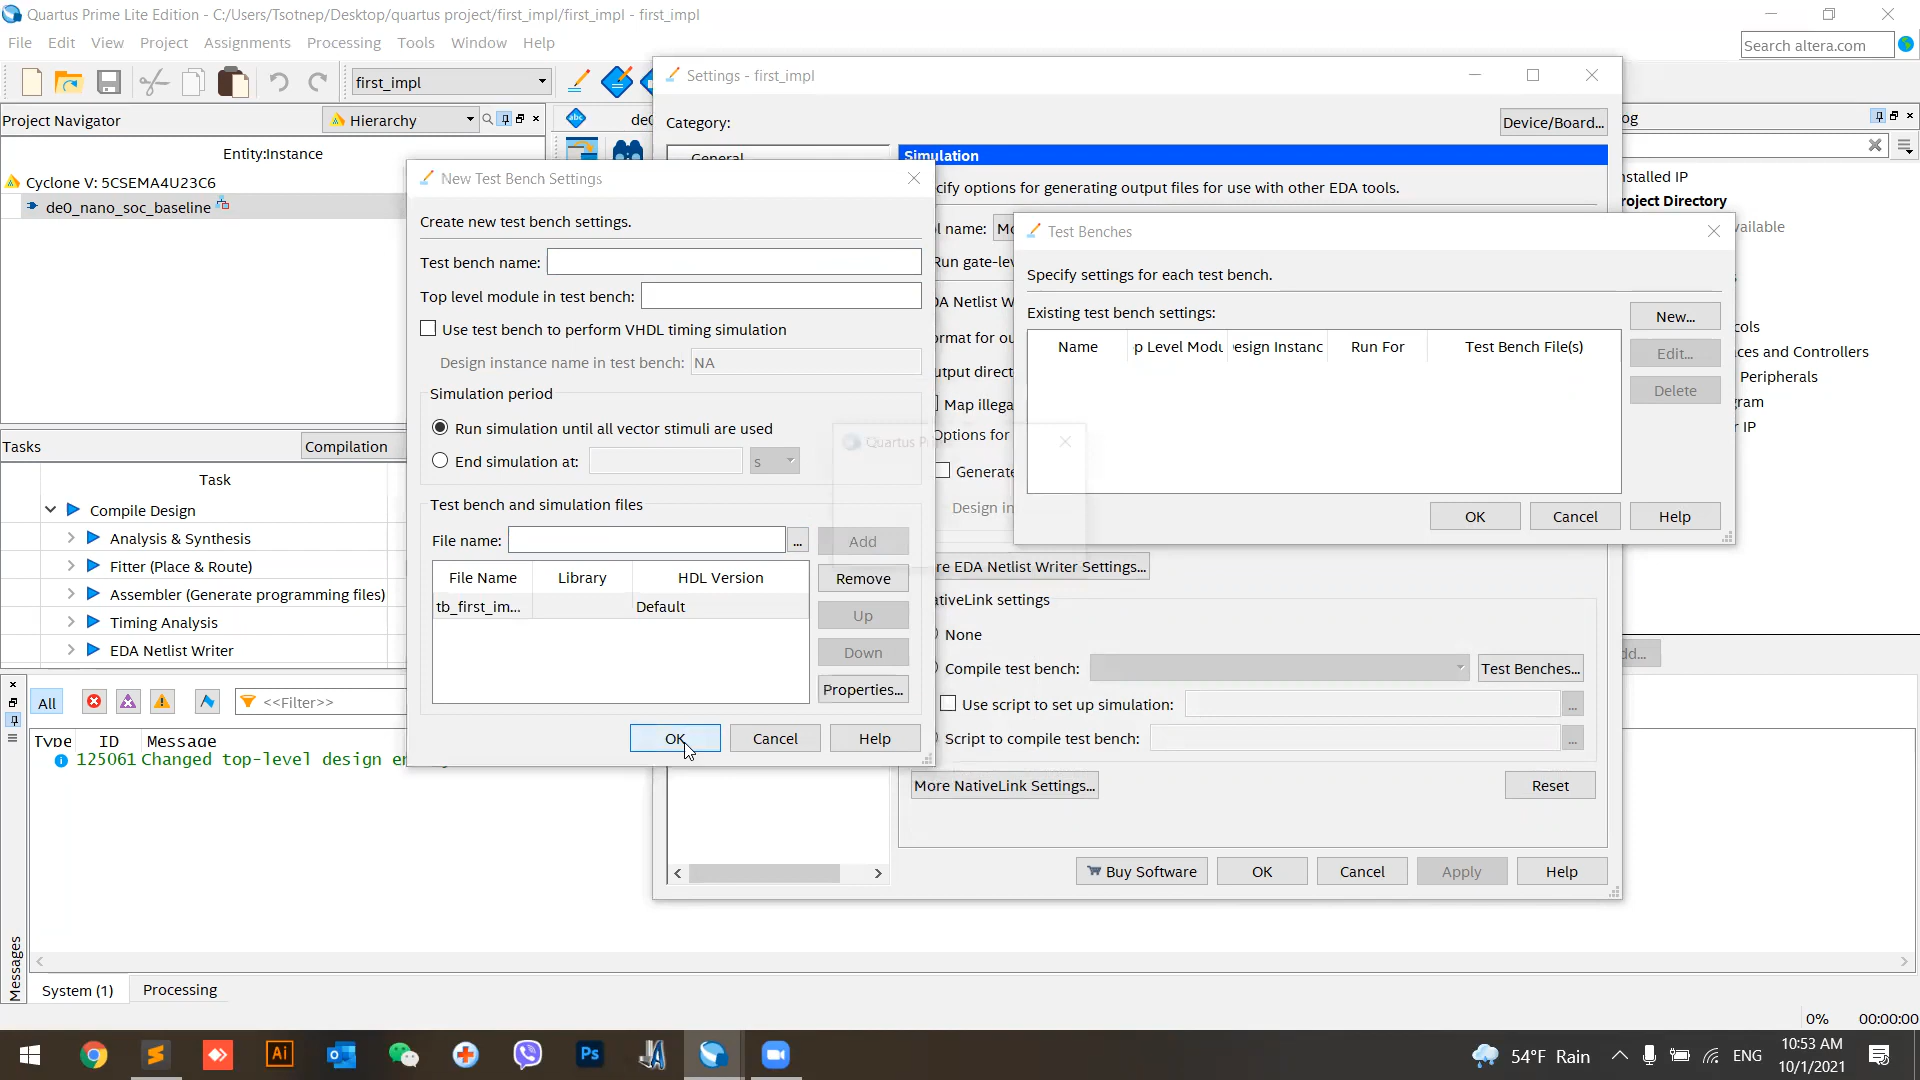 Quartus Prime Lite Edition - C:/Users/Tsotnep/Desktop/quartus project/first_impl/first_impl - first_impl
File Edit View Project Assignments Processing Tools Window Help
Search altera.com
first_impl
Settings - first_impl
Project Navigator
Hierarchy
Category:
Device/Board...
Entity:Instance
General
Simulation
Cyclone V: 5CSEMA4U23C6
de0_nano_soc_baseline
New Test Bench Settings
Create new test bench settings.
Test bench name:
Top level module in test bench:
Use test bench to perform VHDL timing simulation
Design instance name in test bench: NA
Simulation period
Run simulation until all vector stimuli are used
End simulation at: s
Test bench and simulation files
File name: ... Add
File Name Library HDL Version
tb_first_im... Default
Remove
Up
Down
Properties...
OK Cancel Help
options for generating output files for use with other EDA tools.
name:
Test Benches
Specify settings for each test bench.
Existing test bench settings:
Name p Level Modu esign Instanc Run For Test Bench File(s)
New...
Edit...
Delete
OK Cancel Help
Map illega
Options for
Generate
Design in
Quartus P
EDA Netlist Writer Settings...
settings
None
Compile test bench: Test Benches...
Use script to set up simulation: ...
Script to compile test bench: ...
More NativeLink Settings... Reset
Buy Software OK Cancel Apply Help
IP
Project Directory
and Controllers
Peripherals
IP
Tasks Compilation
Task
Compile Design
Analysis & Synthesis
Fitter (Place & Route)
Assembler (Generate programming files)
Timing Analysis
EDA Netlist Writer
All <<Filter>>
Type ID Message
125061 Changed top-level design en
Messages
System (1) Processing
0% 00:00:00
54°F Rain ENG
10:53 AM
10/1/2021